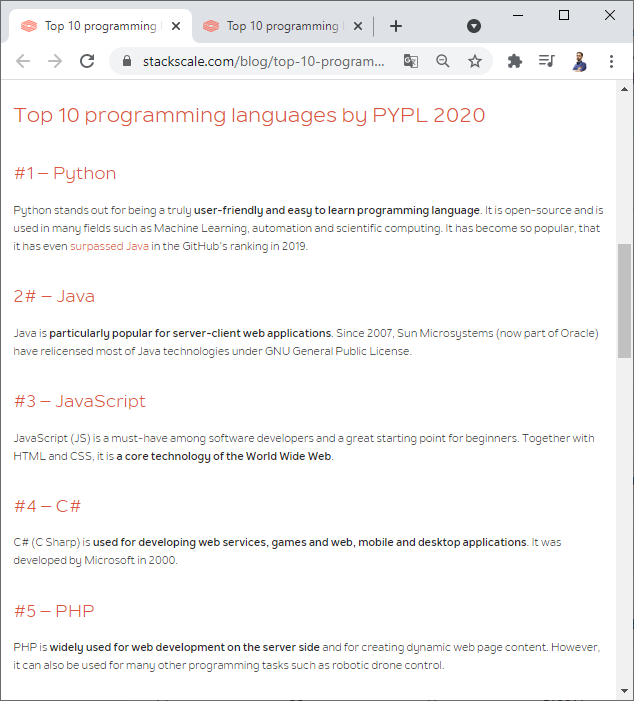 Top 10 programming
Top 10 programming
stackscale.com/blog/top-10-program...
Top 10 programming languages by PYPL 2020
#1 – Python
Python stands out for being a truly user-friendly and easy to learn programming language. It is open-source and is
used in many fields such as Machine Learning, automation and scientific computing. It has become so popular, that
it has even surpassed Java in the GitHub's ranking in 2019.
2# – Java
Java is particularly popular for server-client web applications. Since 2007, Sun Microsystems (now part of Oracle)
have relicensed most of Java technologies under GNU General Public License.
#3 – JavaScript
JavaScript (JS) is a must-have among software developers and a great starting point for beginners. Together with
HTML and CSS, it is a core technology of the World Wide Web.
#4 – C#
C# (C Sharp) is used for developing web services, games and web, mobile and desktop applications. It was
developed by Microsoft in 2000.
#5 – PHP
PHP is widely used for web development on the server side and for creating dynamic web page content. However,
it can also be used for many other programming tasks such as robotic drone control.